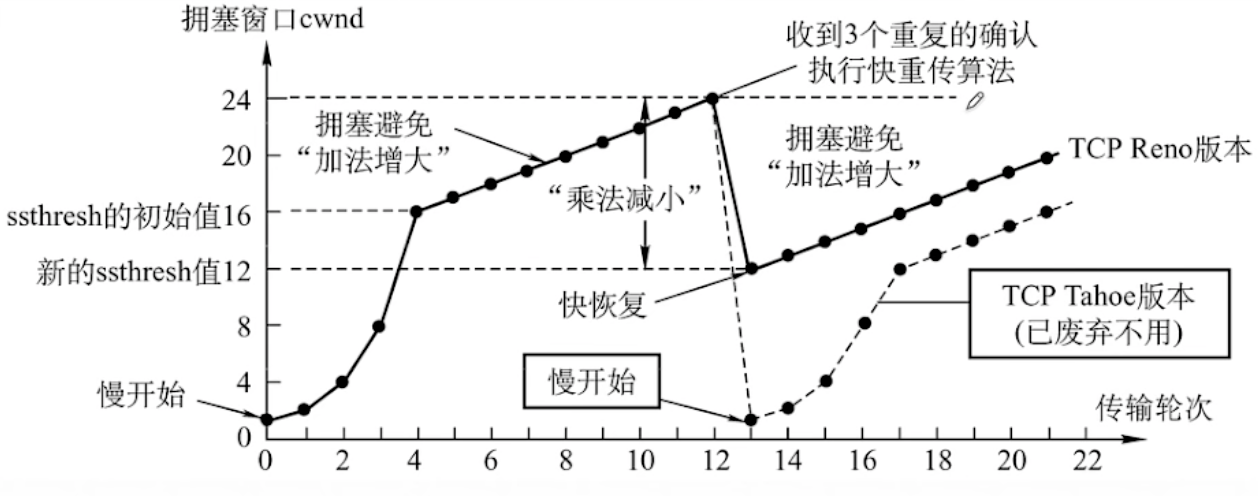 拥塞窗口cwnd
收到3个重复的确认
执行快重传算法
24
拥塞避免
“加法增大”
拥塞避免
“加法增大”
20
TCP Reno版本
“乘法减小”
ssthresh的初始值16
新的ssthresh值12
快恢复
TCP Tahoe版本
(已废弃不用)
8
慢开始
4
慢开始
传输轮次
0
0 2 4 6 8 10 12 14 16 18 20 22